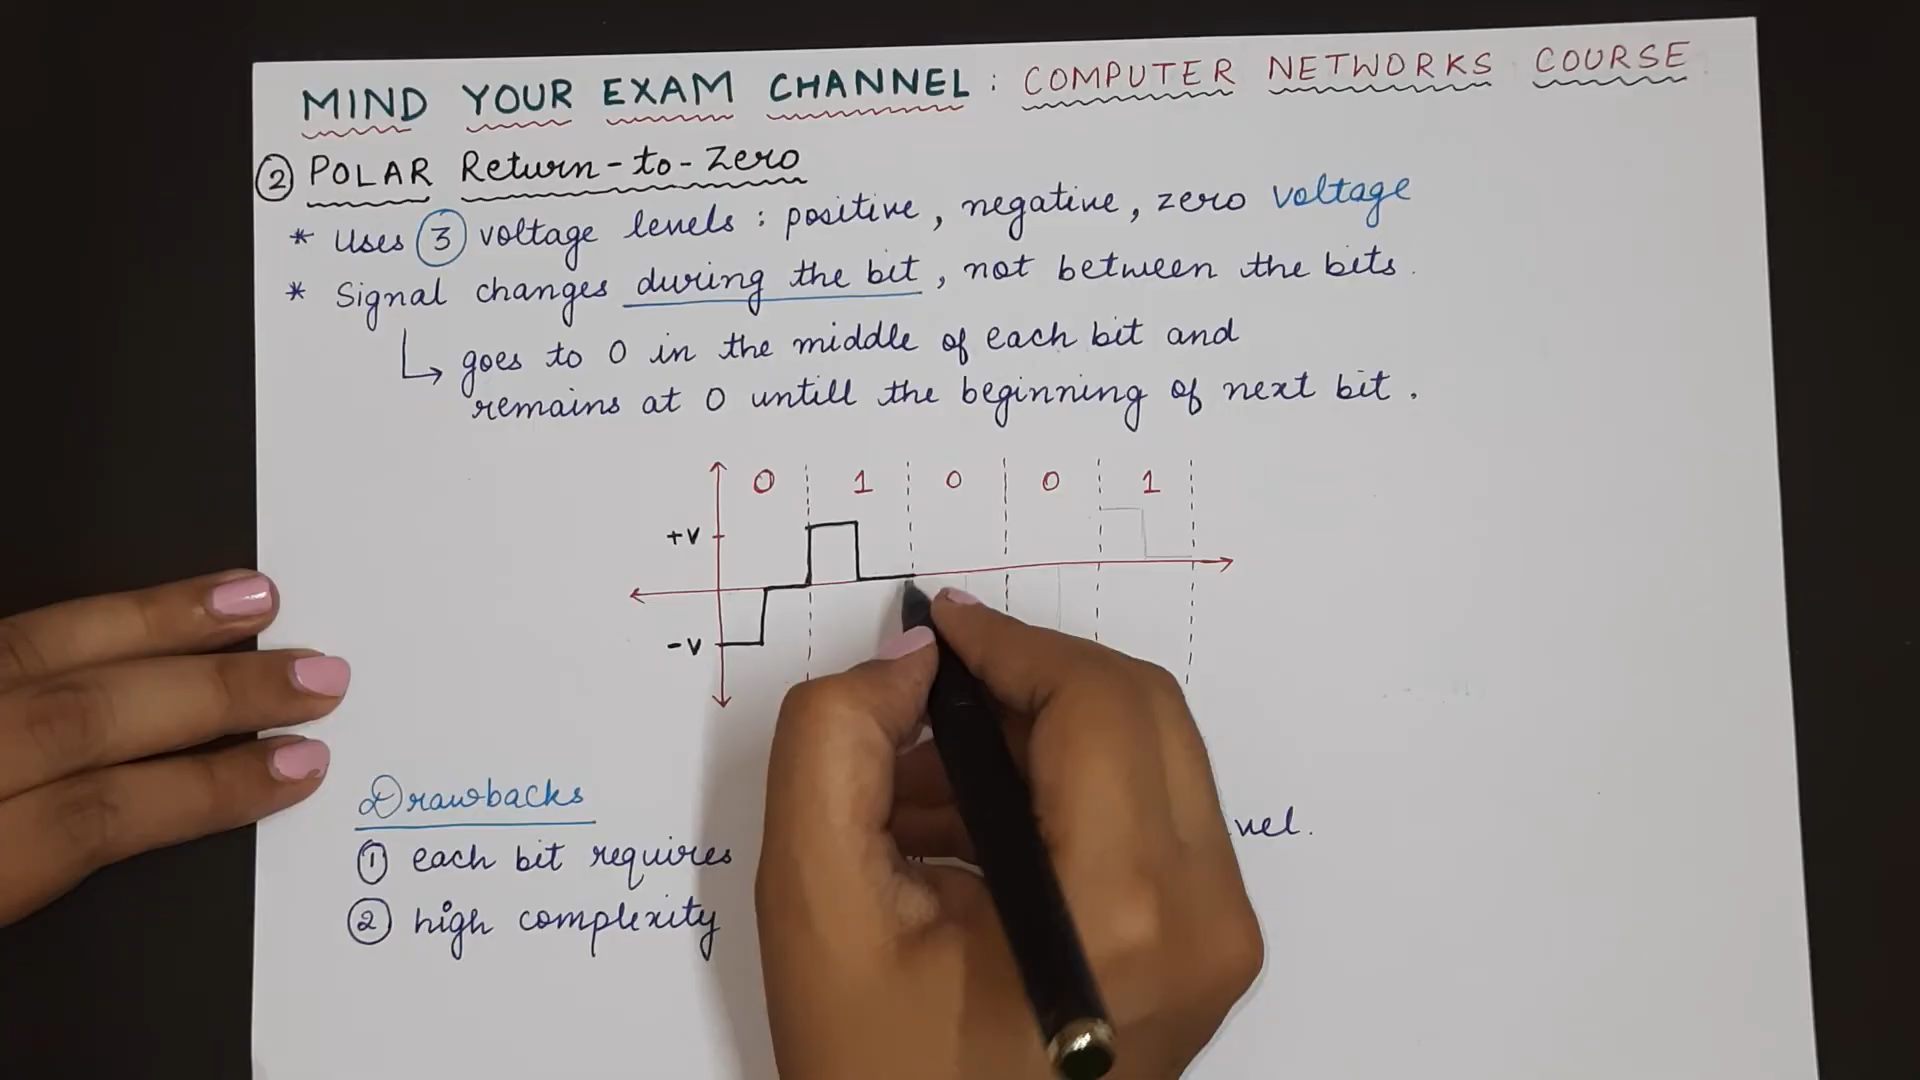 MIND YOUR EXAM CHANNEL : COMPUTER NETWORKS COURSE
② POLAR Return-to-Zero
* Uses ③ voltage levels : positive, negative, zero voltage
* Signal changes during the bit, not between the bits.
↳ goes to 0 in the middle of each bit and
remains at 0 untill the beginning of next bit.
0 1 0 0 1
+V
-V
Drawbacks
① each bit requires
② high complexity